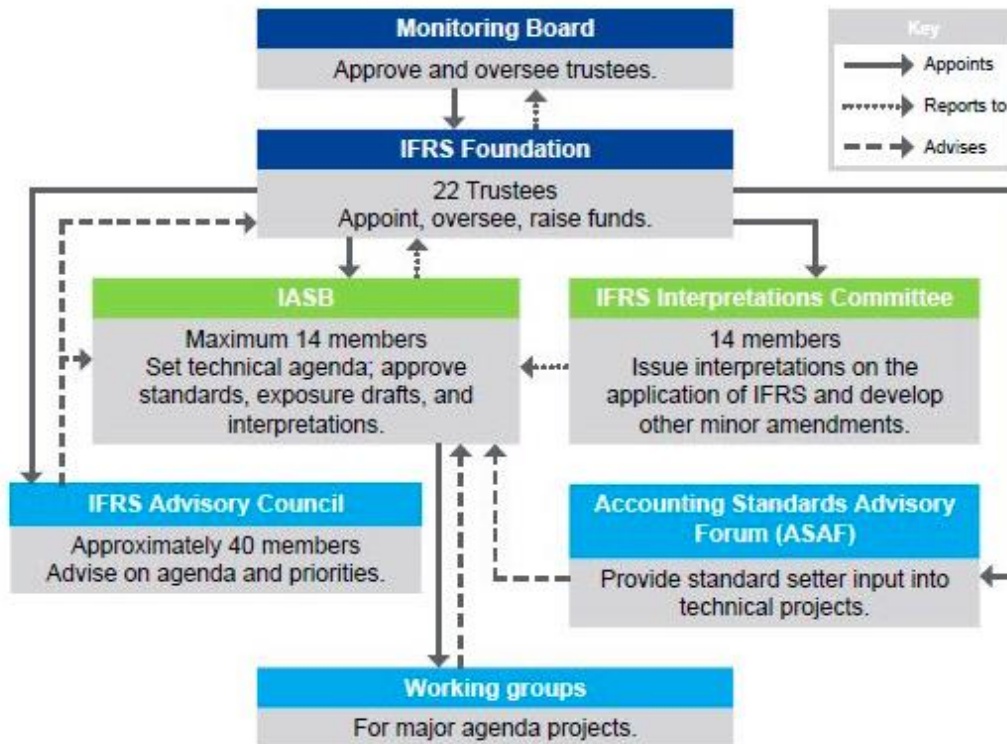 Monitoring Board
Approve and oversee trustees.
Key
Appoints
Reports to
Advises
IFRS Foundation
22 Trustees
Appoint, oversee, raise funds.
IASB
Maximum 14 members
Set technical agenda; approve
standards, exposure drafts, and
interpretations.
IFRS Interpretations Committee
14 members
Issue interpretations on the
application of IFRS and develop
other minor amendments.
IFRS Advisory Council
Approximately 40 members
Advise on agenda and priorities.
Accounting Standards Advisory
Forum (ASAF)
Provide standard setter input into
technical projects.
Working groups
For major agenda projects.